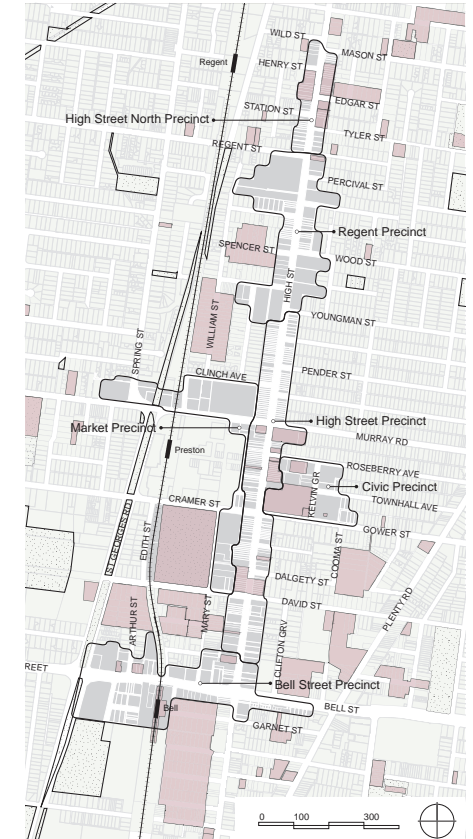 WILD ST
MASON ST
Regent
HENRY ST
STATION ST
EDGAR ST
High Street North Precinct
TYLER ST
REGENT ST
PERCIVAL ST
Regent Precinct
SPENCER ST
WOOD ST
HIGH ST
WILLIAM ST
YOUNGMAN ST
SPRING ST
CLINCH AVE
PENDER ST
High Street Precinct
Market Precinct
MURRAY RD
Preston
ROSEBERRY AVE
KELVIN GR
Civic Precinct
CRAMER ST
TOWNHALL AVE
ST GEORGES RD
EDITH ST
GOWER ST
COOMA ST
DALGETY ST
DAVID ST
PLENTY RD
ARTHUR ST
MARY ST
CLIFTON GRV
REET
Bell Street Precinct
Bell
BELL ST
GARNET ST
0 100 300